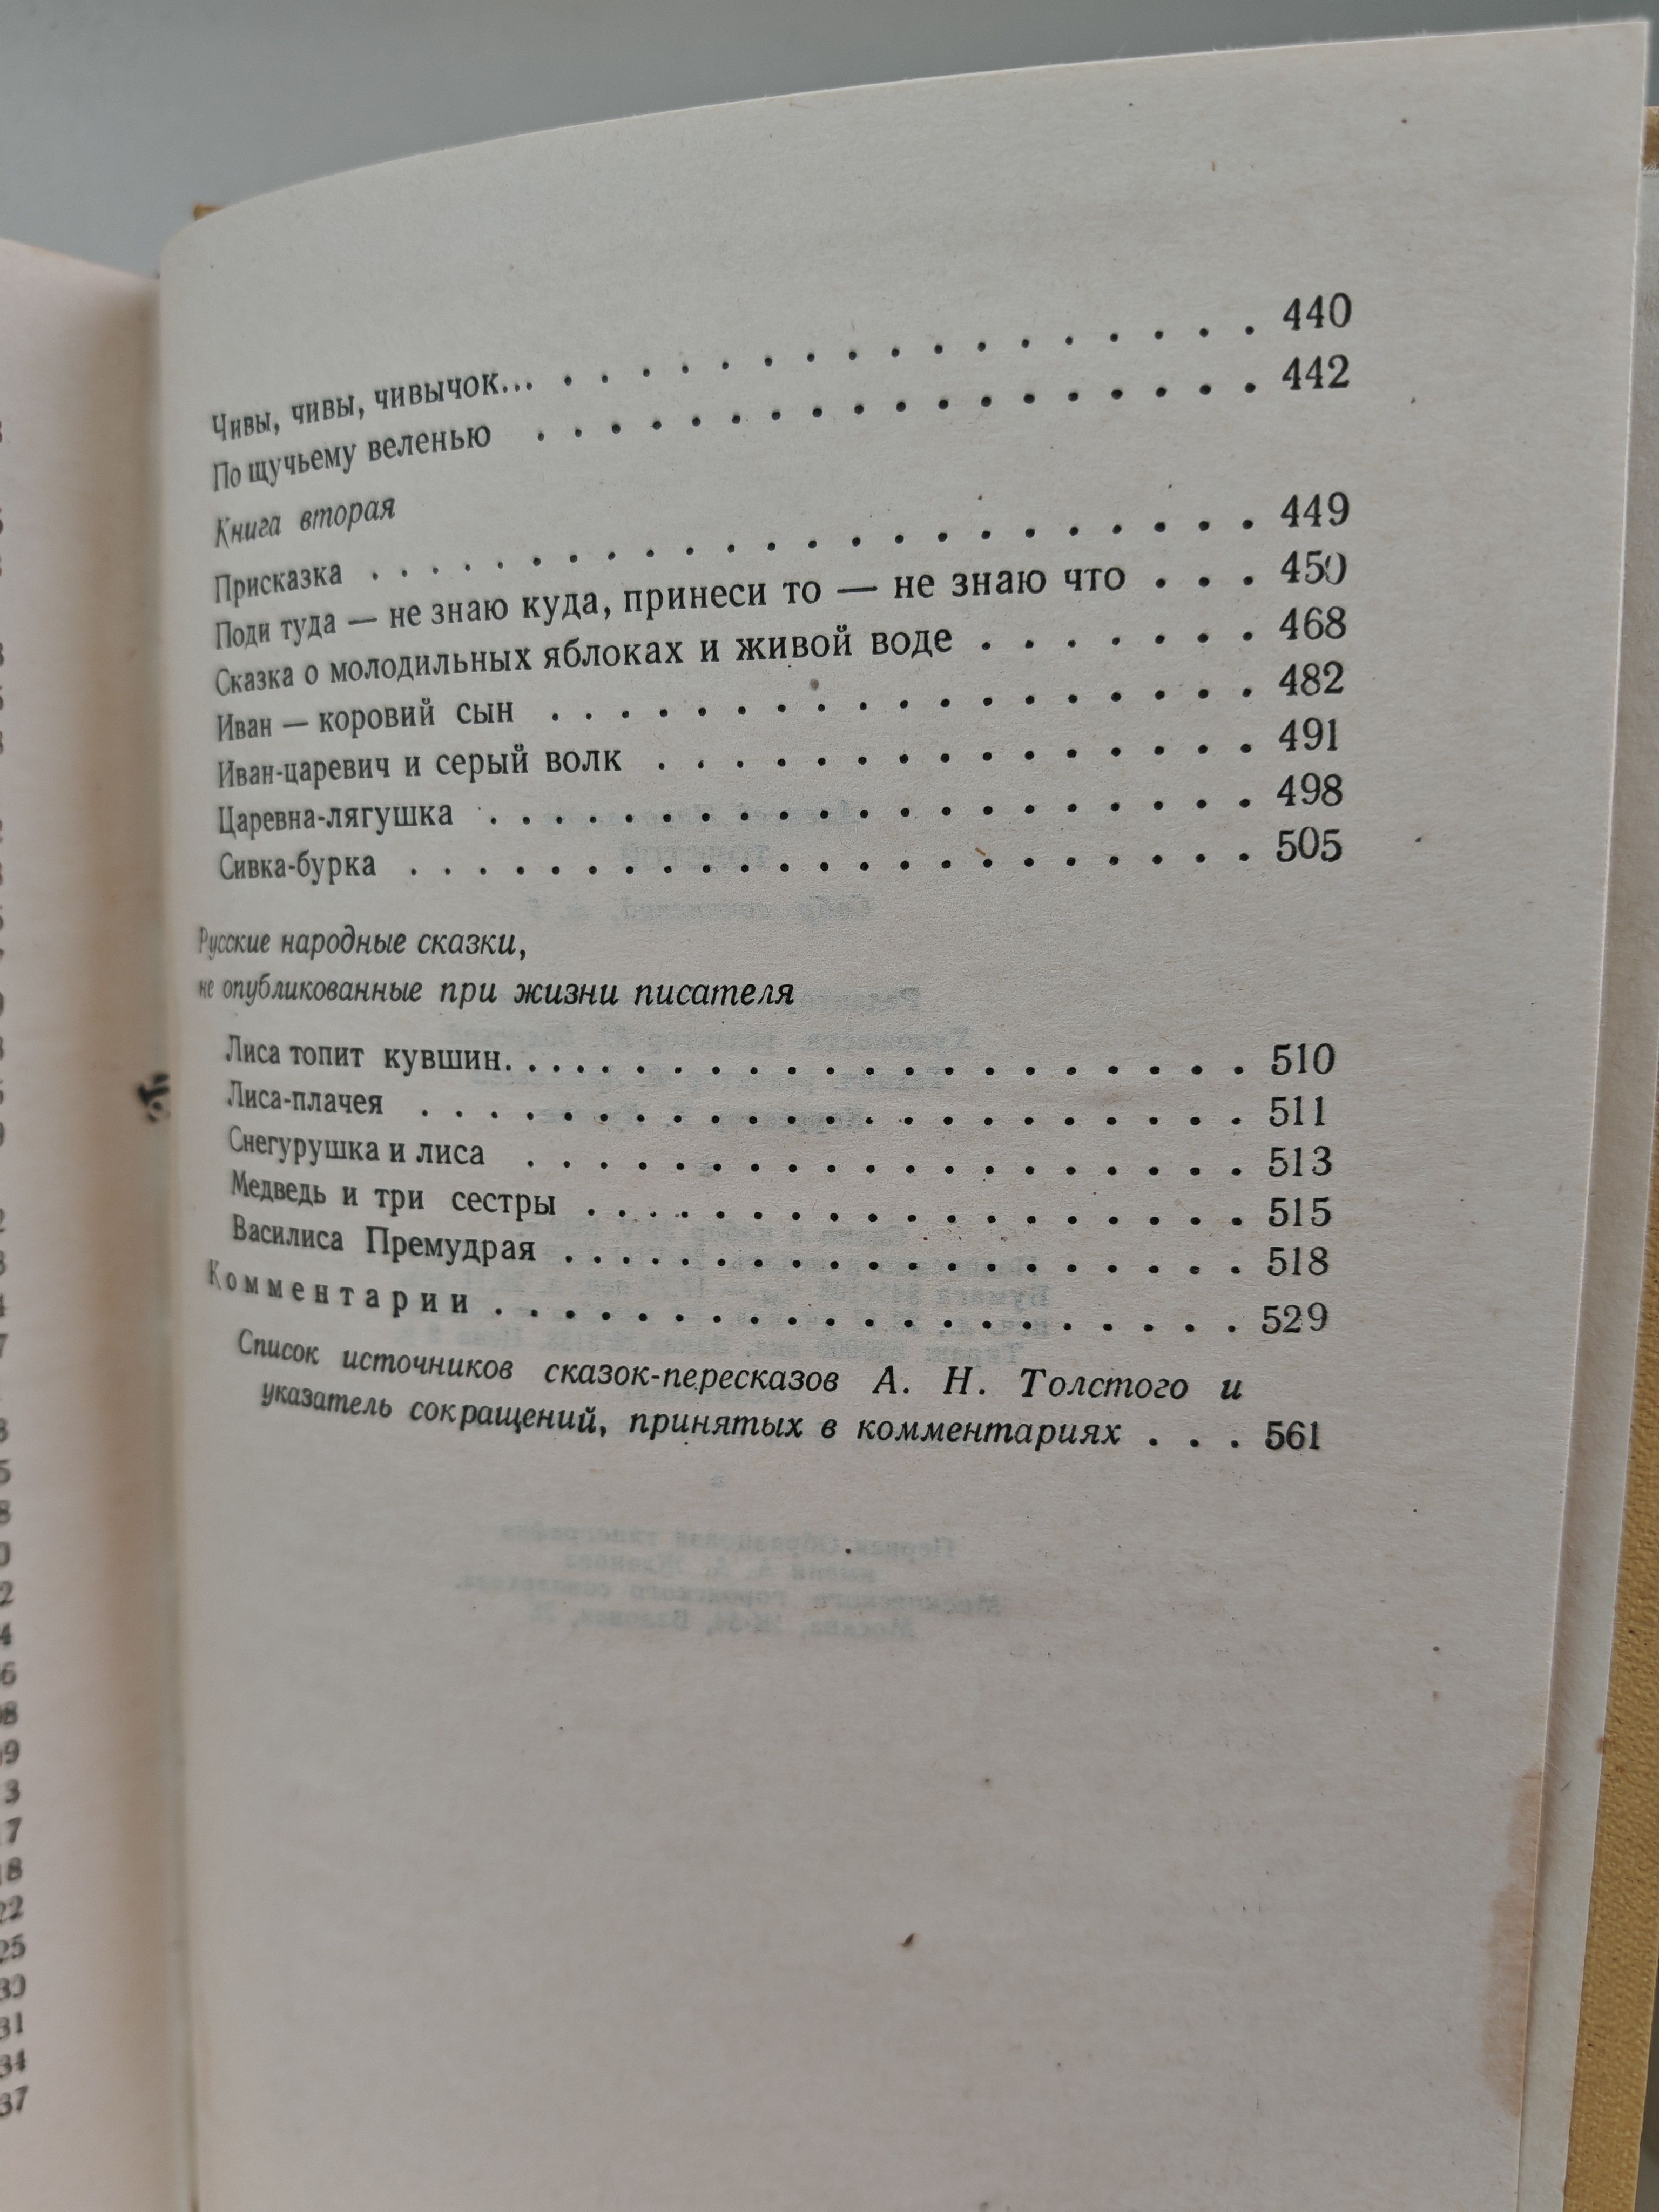 Чивы, чивы, чивычок... . . . . . . . . . . . . . . . . . 440
По щучьему веленью . . . . . . . . . . . . . . . . . . 442
Книга вторая
Присказка . . . . . . . . . . . . . . . . . . . . . . 449
Поди туда — не знаю куда, принеси то — не знаю что . . . 450
Сказка о молодильных яблоках и живой воде . . . . . . . 468
Иван — коровий сын . . . . . . . . . . . . . . . . . . 482
Иван-царевич и серый волк . . . . . . . . . . . . . . . 491
Царевна-лягушка . . . . . . . . . . . . . . . . . . . . 498
Сивка-бурка . . . . . . . . . . . . . . . . . . . . . . 505
Русские народные сказки,
не опубликованные при жизни писателя
Лиса топит кувшин. . . . . . . . . . . . . . . . . . . . 510
Лиса-плачея . . . . . . . . . . . . . . . . . . . . . . 511
Снегурушка и лиса . . . . . . . . . . . . . . . . . . . 513
Медведь и три сестры . . . . . . . . . . . . . . . . . . 515
Василиса Премудрая . . . . . . . . . . . . . . . . . . . 518
Комментарии . . . . . . . . . . . . . . . . . . . . . . 529
Список источников сказок-пересказов А. Н. Толстого и
указатель сокращений, принятых в комментариях . . . 561